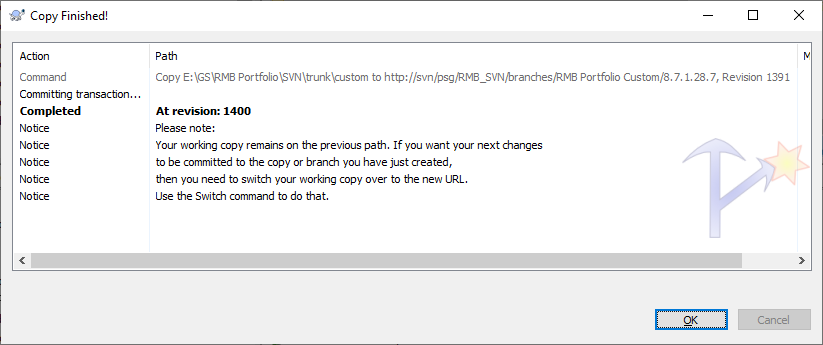 Copy Finished!
Action Path M
Command Copy E:\GS\RMB Portfolio\SVN\trunk\custom to http://svn/psg/RMB_SVN/branches/RMB Portfolio Custom/8.7.1.28.7, Revision 1391
Committing transaction...
Completed At revision: 1400
Notice Please note:
Notice Your working copy remains on the previous path. If you want your next changes
Notice to be committed to the copy or branch you have just created,
Notice then you need to switch your working copy over to the new URL.
Notice Use the Switch command to do that.
OK Cancel